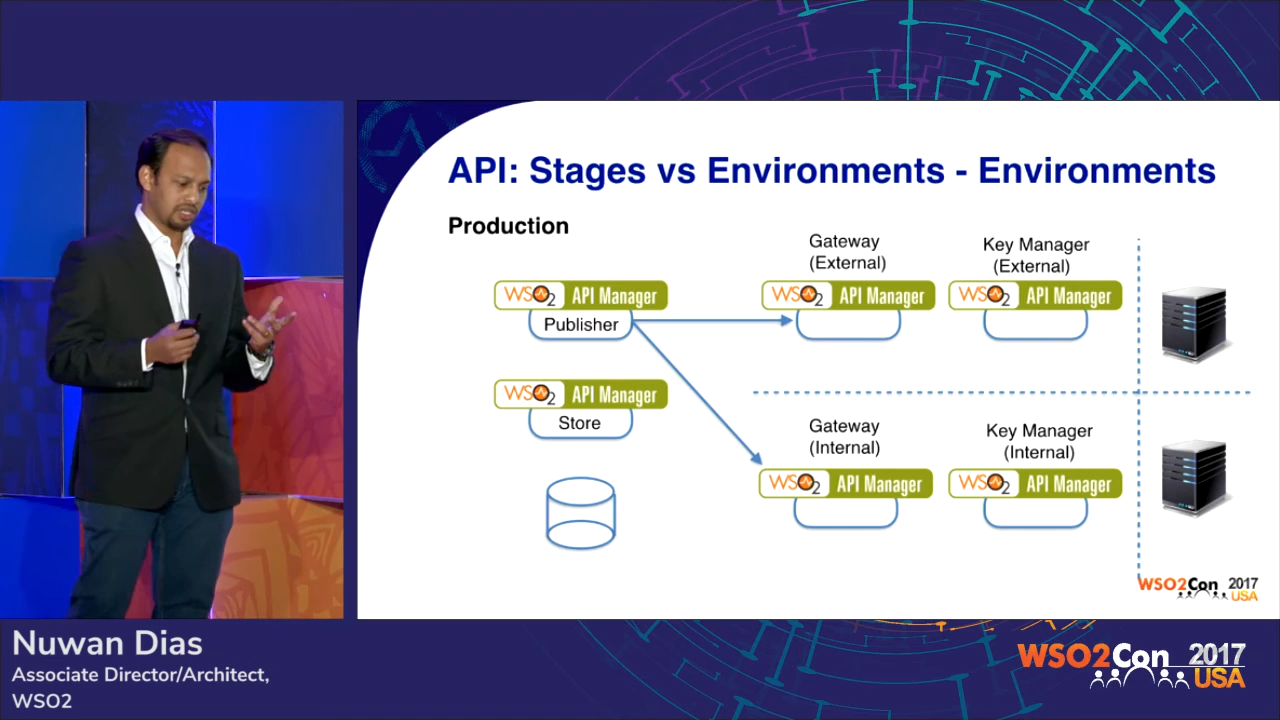 API: Stages vs Environments - Environments
Production
Gateway
(External)
Key Manager
(External)
WSO2 API Manager
Publisher
WSO2 API Manager
WSO2 API Manager
WSO2 API Manager
Store
Gateway
(Internal)
Key Manager
(Internal)
WSO2 API Manager
WSO2 API Manager
WSO2Con 2017
USA
Nuwan Dias
Associate Director/Architect,
WSO2
WSO2Con 2017
USA